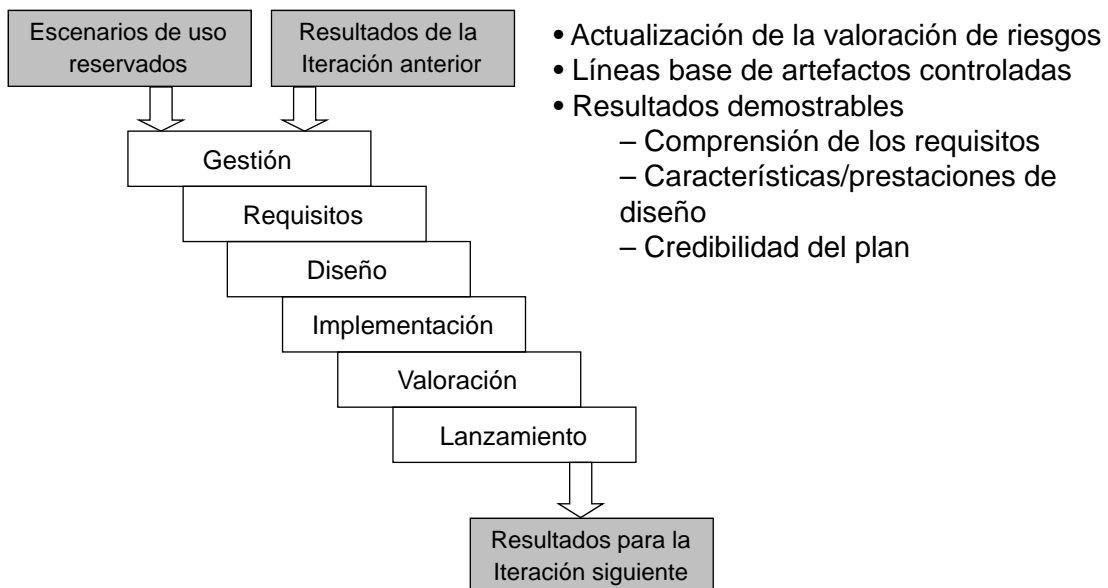 Escenarios de uso
reservados
Resultados de la
Iteración anterior
Gestión
Requisitos
Diseño
Implementación
Valoración
Lanzamiento
Resultados para la
Iteración siguiente
• Actualización de la valoración de riesgos
• Líneas base de artefactos controladas
• Resultados demostrables
– Comprensión de los requisitos
– Características/prestaciones de
diseño
– Credibilidad del plan